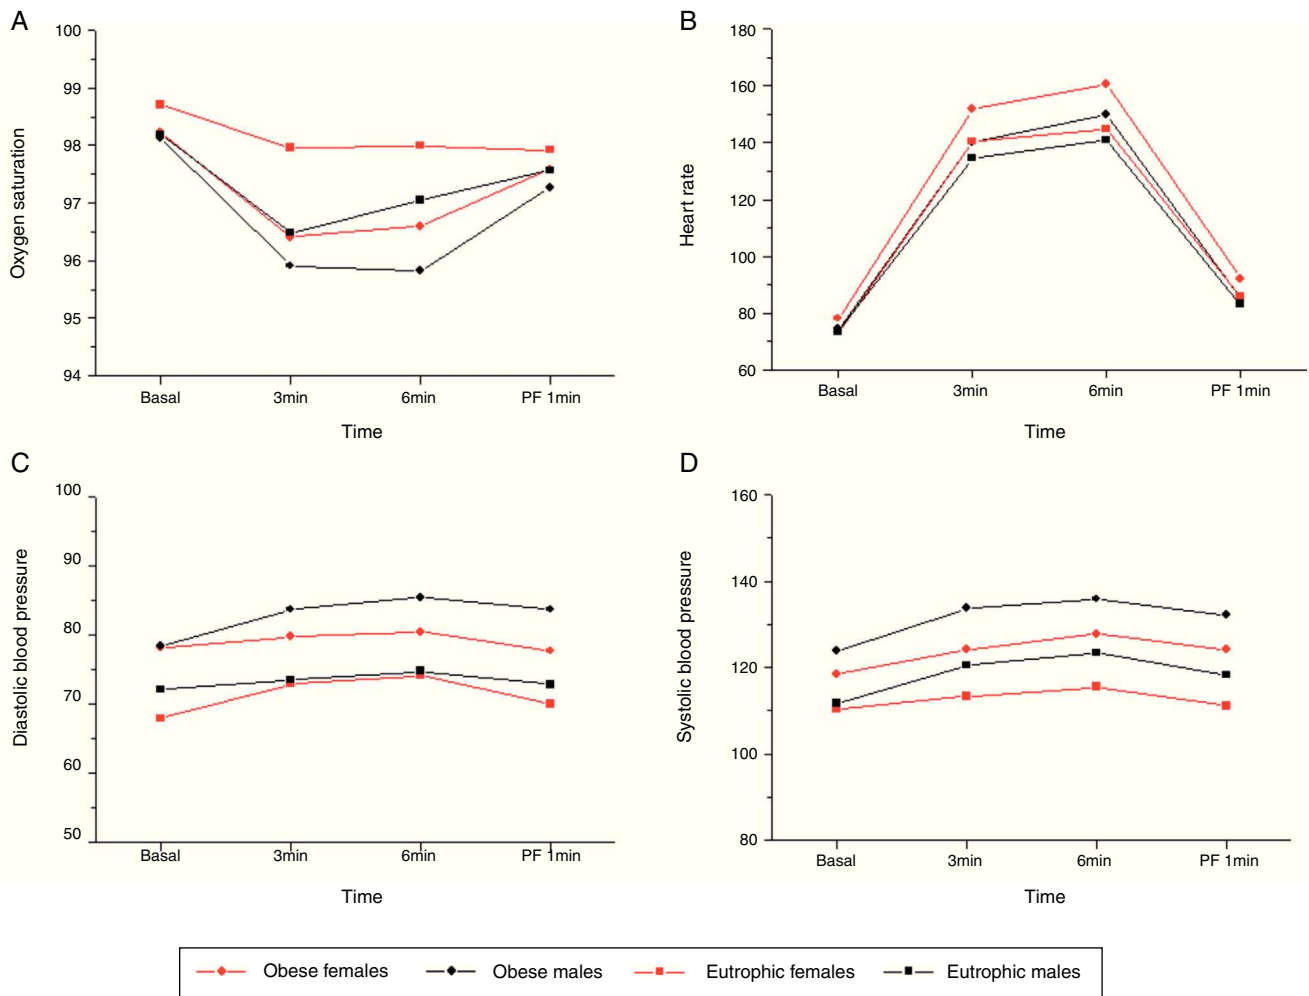 A
100
99
98
97
96
95
94
Oxygen saturation
Basal 3min 6min PF 1min
Time
B
180
160
140
120
100
80
60
Heart rate
Basal 3min 6min PF 1min
Time
C
100
90
80
70
60
50
Diastolic blood pressure
Basal 3min 6min PF 1min
Time
D
160
140
120
100
80
Systolic blood pressure
Basal 3min 6min PF 1min
Time
Obese females Obese males Eutrophic females Eutrophic males